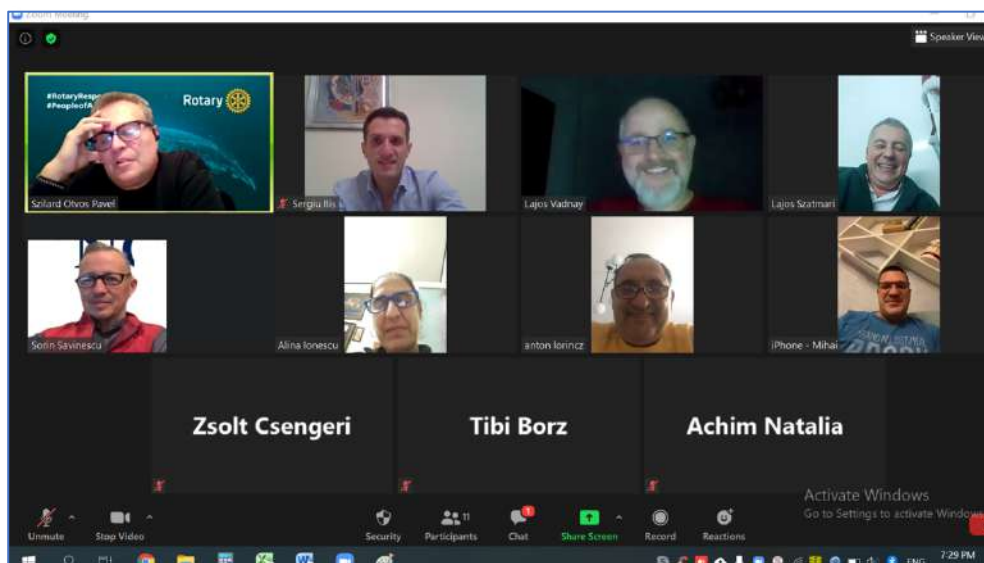 Zoom Meeting
Speaker View
#RotaryResp
#PeopleofA
Rotary
Szilard Otvos Pavel
Sergiu Ilis
Lajos Vadnay
Lajos Szatmari
Sorin Savinescu
Alina Ionescu
anton lorincz
iPhone - Mihai
Zsolt Csengeri
Tibi Borz
Achim Natalia
Activate Windows
Go to Settings to activate Windows
Unmute
Stop Video
Security
Participants
11
Chat
1
Share Screen
Record
Reactions
ENG
7:29 PM